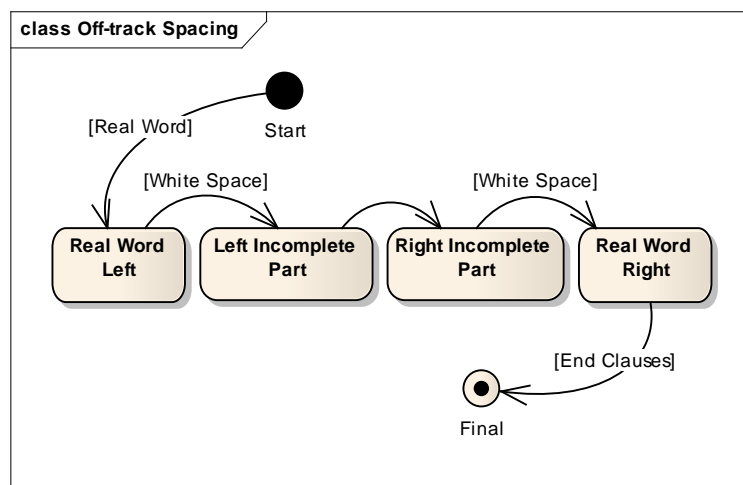 class Off-track Spacing
[Real Word]
Start
[White Space]
[White Space]
Real Word
Left
Left Incomplete
Part
Right Incomplete
Part
Real Word
Right
[End Clauses]
Final